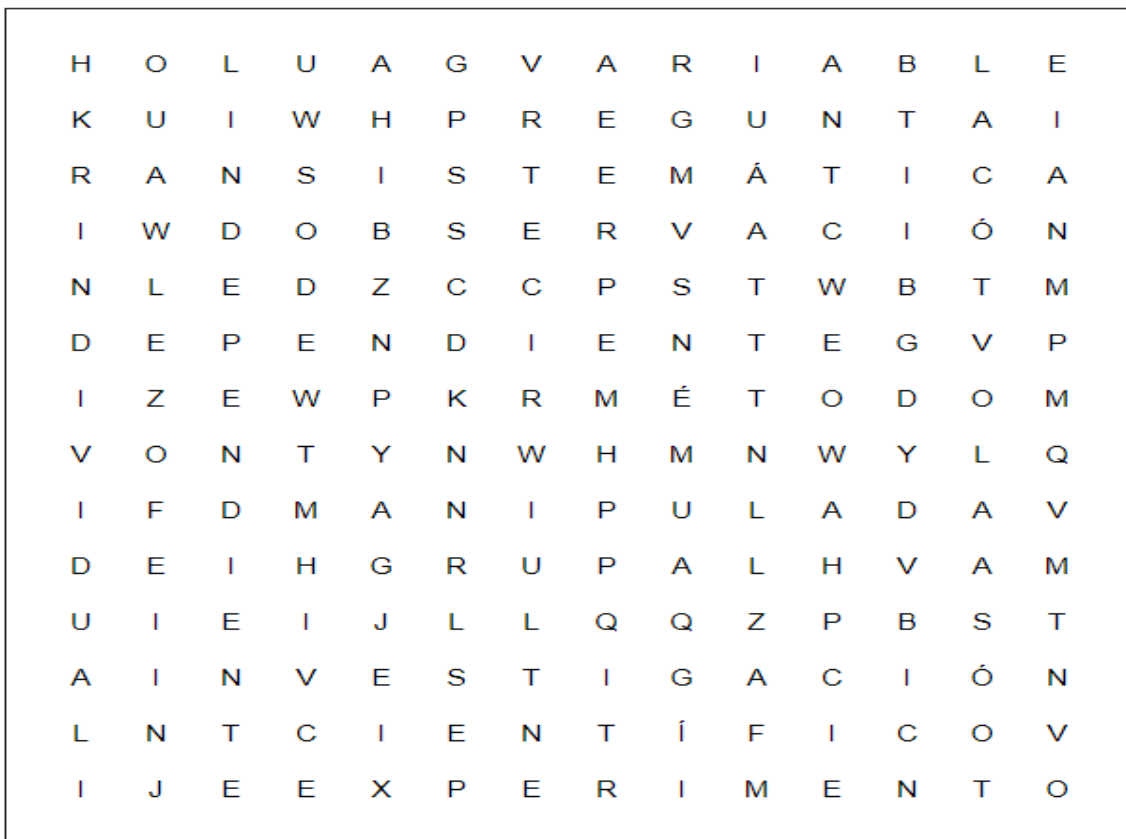 H O L U A G V A R I A B L E
K U I W H P R E G U N T A I
R A N S I S T E M Á T I C A
I W D O B S E R V A C I Ó N
N L E D Z C C P S T W B T M
D E P E N D I E N T E G V P
I Z E W P K R M É T O D O M
V O N T Y N W H M N W Y L Q
I F D M A N I P U L A D A V
D E I H G R U P A L H V A M
U I E I J L L Q Q Z P B S T
A I N V E S T I G A C I Ó N
L N T C I E N T Í F I C O V
I J E E X P E R I M E N T O